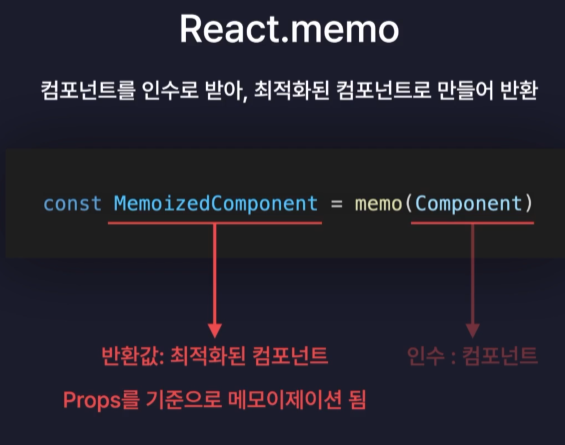 React.memo
컴포넌트를 인수로 받아, 최적화된 컴포넌트로 만들어 반환
const MemoizedComponent = memo(Component)
반환값: 최적화된 컴포넌트 인수 : 컴포넌트
Props를 기준으로 메모이제이션 됨